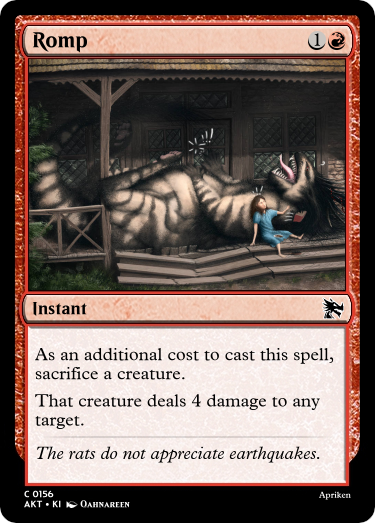 Romp
1
Instant
As an additional cost to cast this spell,
sacrifice a creature.
That creature deals 4 damage to any
target.
The rats do not appreciate earthquakes.
C 0156
Apriken
AKT • KI OAHNAREEN